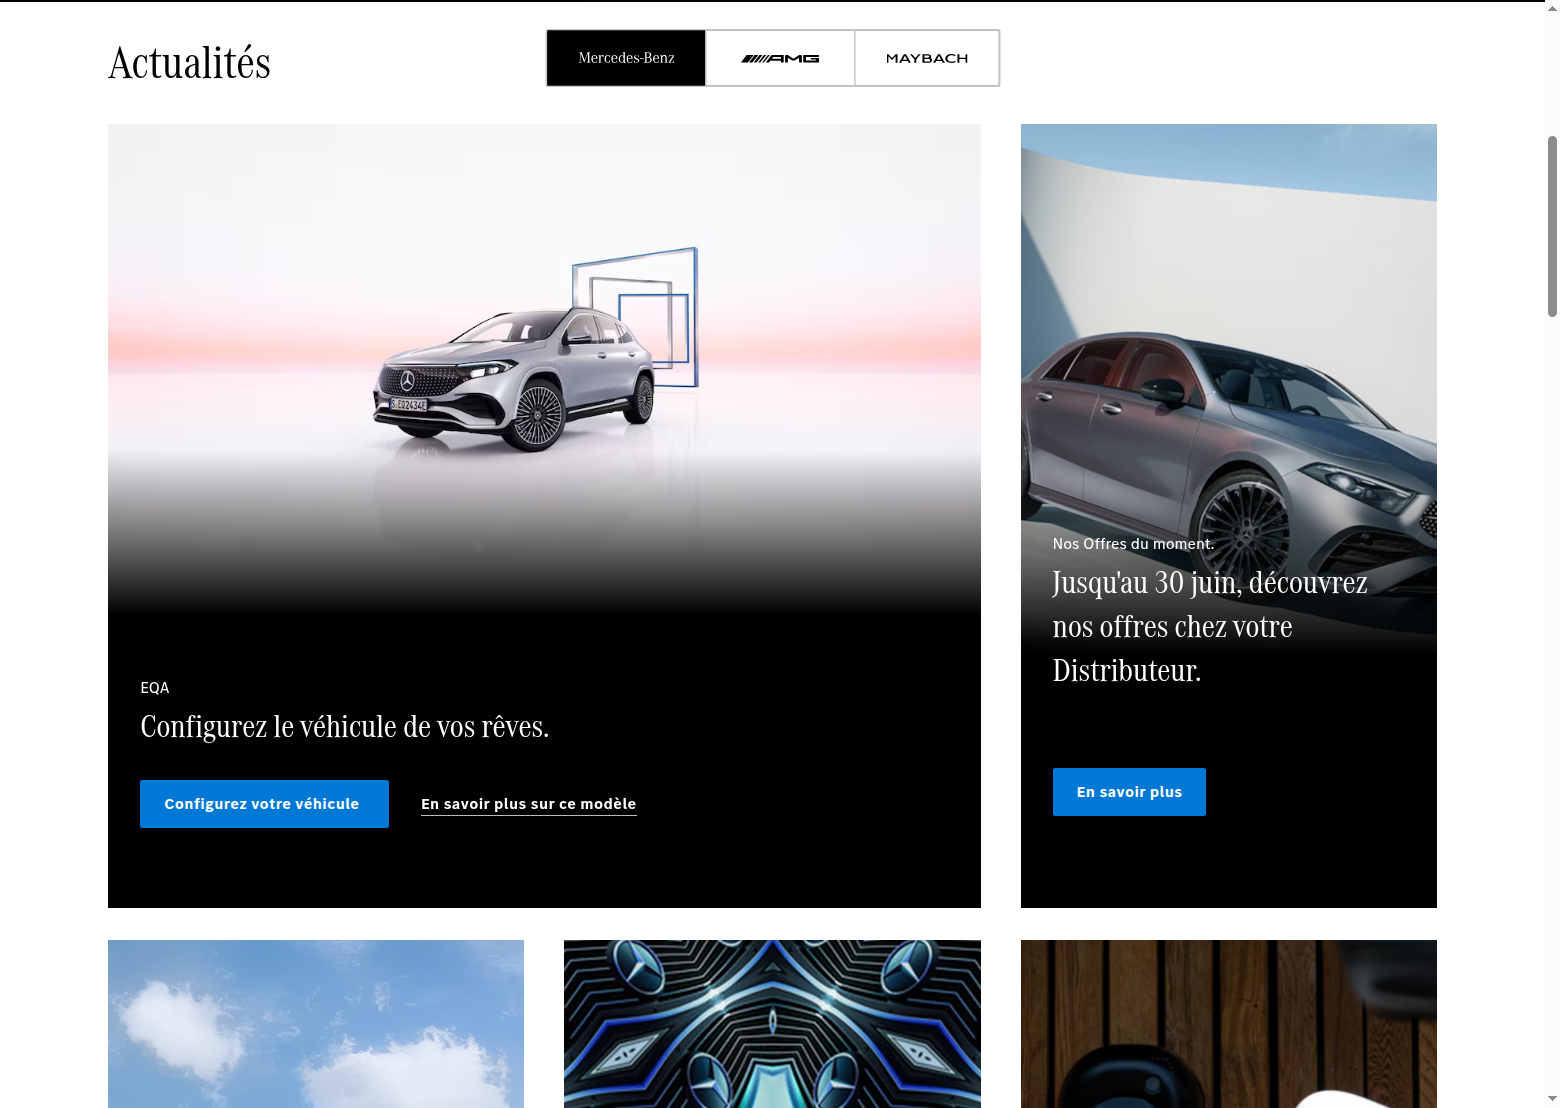 Actualités
Mercedes-Benz
AMG
MAYBACH
S·EQ2434E
EQA
Configurez le véhicule de vos rêves.
Configurez votre véhicule
En savoir plus sur ce modèle
Nos Offres du moment.
Jusqu'au 30 juin, découvrez
nos offres chez votre
Distributeur.
En savoir plus